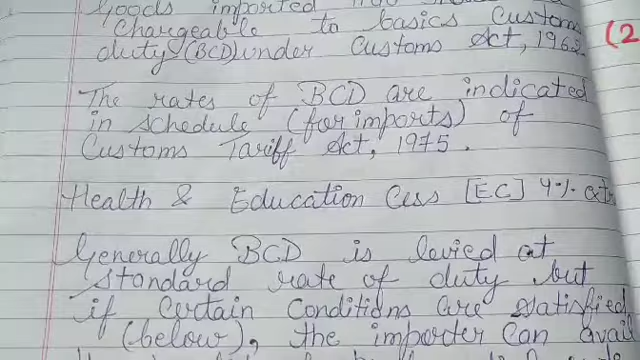 Goods imported
Chargeable to basics Customs
duty (BCD) under Customs Act, 1962
(2
The rates of BCD are indicated
in schedule (for imports) of
Customs Tariff Act, 1975.
Health & Education Cess [EC] 4%
Generally BCD is levied at
standard rate of duty but
if certain conditions are satisfied
(below), the importer can avail